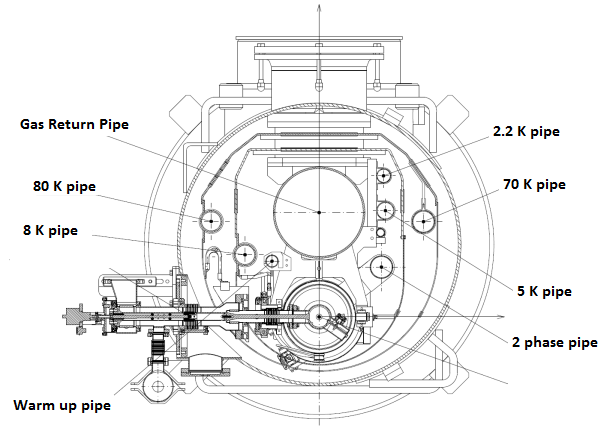 Gas Return Pipe
2.2 K pipe
80 K pipe
70 K pipe
8 K pipe
5 K pipe
2 phase pipe
Warm up pipe